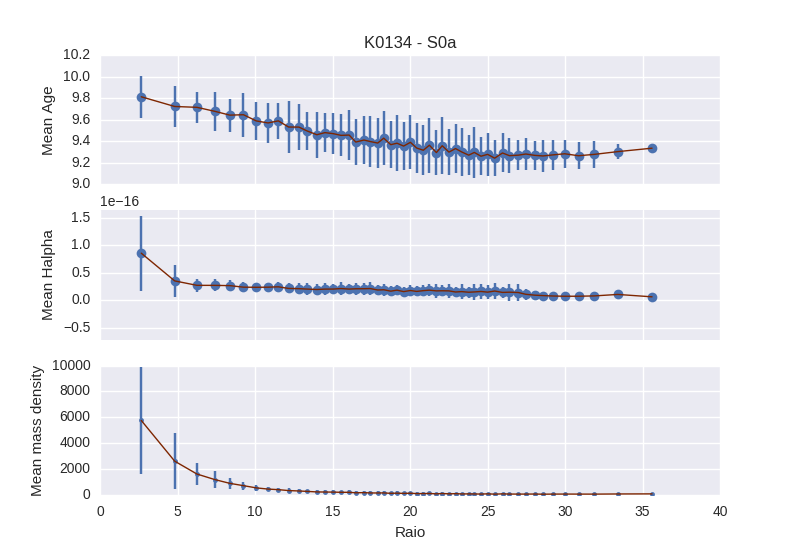 K0134 - S0a
10.2
10.0
9.8
9.6
9.4
9.2
9.0
Mean Age
1e−16
1.5
1.0
0.5
0.0
−0.5
Mean Halpha
10000
8000
6000
4000
2000
0
Mean mass density
0 5 10 15 20 25 30 35 40
Raio